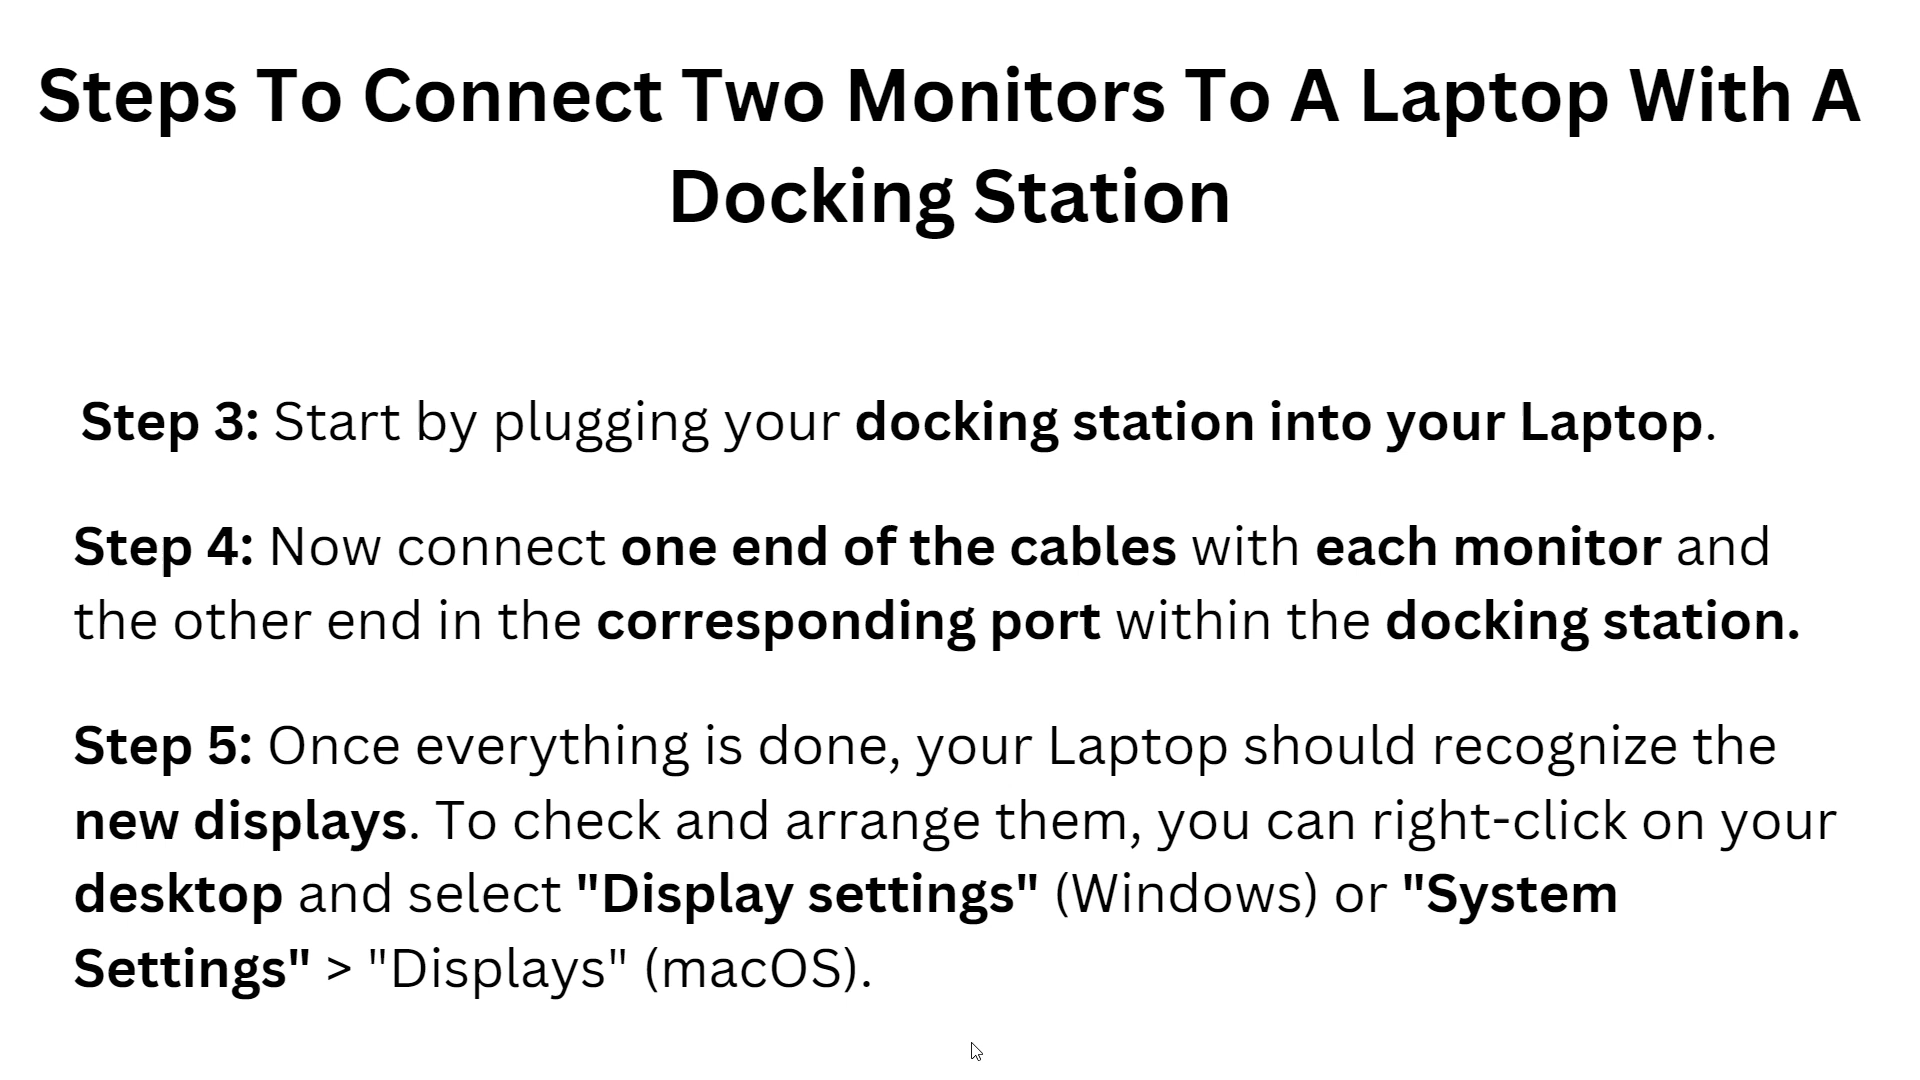 Steps To Connect Two Monitors To A Laptop With A
Docking Station
Step 3: Start by plugging your docking station into your Laptop.
Step 4: Now connect one end of the cables with each monitor and
the other end in the corresponding port within the docking station.
Step 5: Once everything is done, your Laptop should recognize the
new displays. To check and arrange them, you can right-click on your
desktop and select "Display settings" (Windows) or "System
Settings" > "Displays" (macOS).